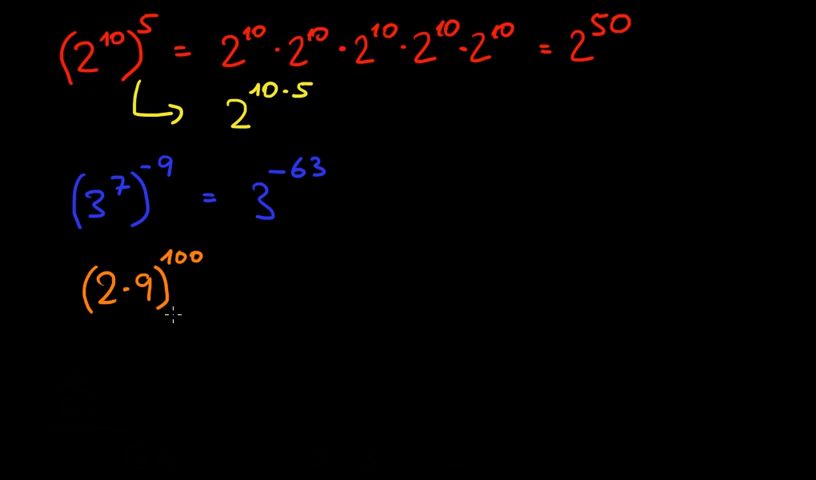 (2^10)^5 = 2^10 · 2^10 · 2^10 · 2^10 · 2^10 = 2^50
↳ 2^10·5
(3^7)^-9 = 3^-63
(2·9)^100